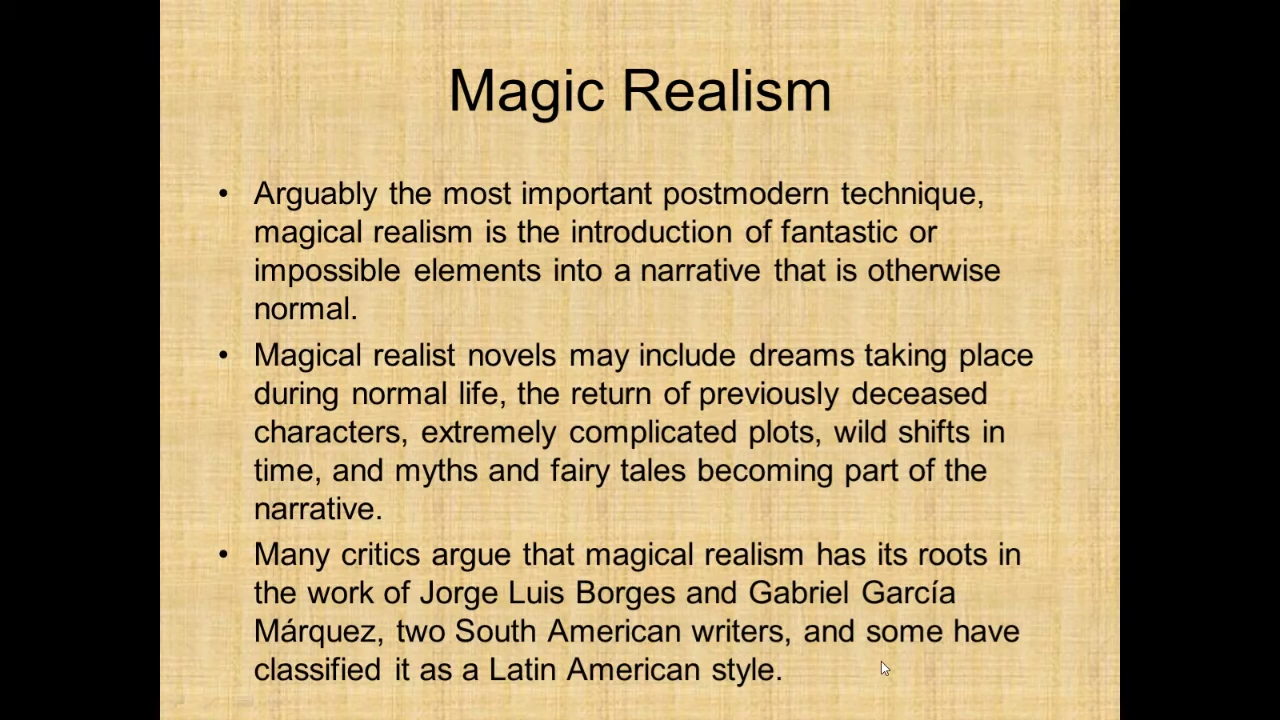 Magic Realism
• Arguably the most important postmodern technique,
magical realism is the introduction of fantastic or
impossible elements into a narrative that is otherwise
normal.
• Magical realist novels may include dreams taking place
during normal life, the return of previously deceased
characters, extremely complicated plots, wild shifts in
time, and myths and fairy tales becoming part of the
narrative.
• Many critics argue that magical realism has its roots in
the work of Jorge Luis Borges and Gabriel García
Márquez, two South American writers, and some have
classified it as a Latin American style.